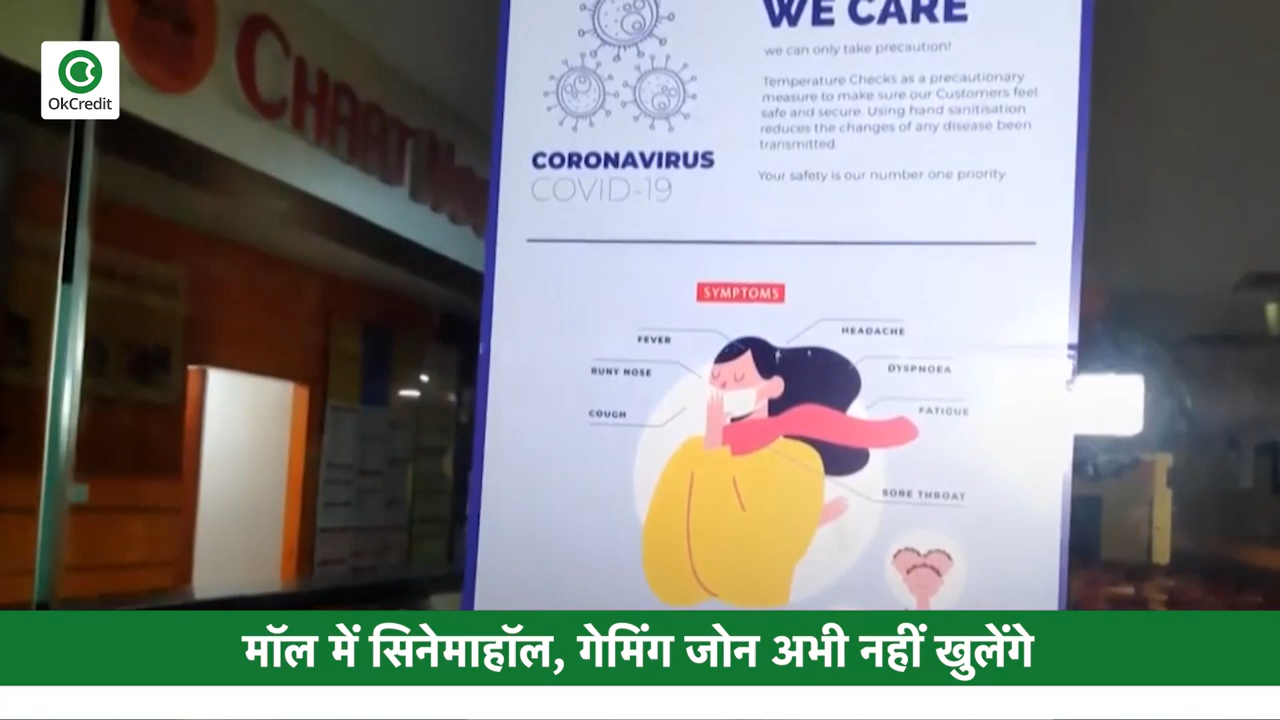 OkCredit
CHAAT
WE CARE
we can only take precaution!
Temperature Checks as a precautionary
measure to make sure our Customers feel
safe and secure. Using hand sanitisation
reduces the changes of any disease been
transmitted.
Your safety is our number one priority
CORONAVIRUS
COVID-19
SYMPTOMS
FEVER
HEADACHE
RUNY NOSE
DYSPNOEA
COUGH
FATIGUE
SORE THROAT
मॉल में सिनेमाहॉल, गेमिंग जोन अभी नहीं खुलेंगे